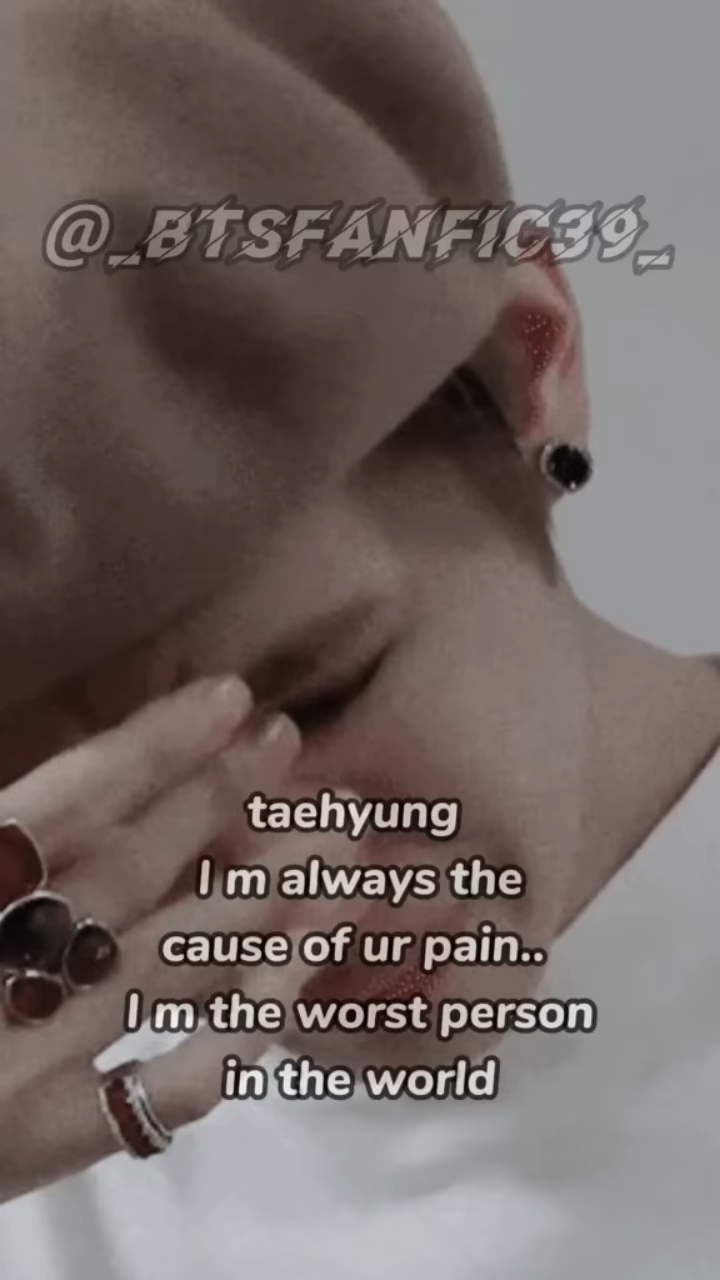 @_BTSFANFIC39_
taehyung
I m always the
cause of ur pain..
I m the worst person
in the world